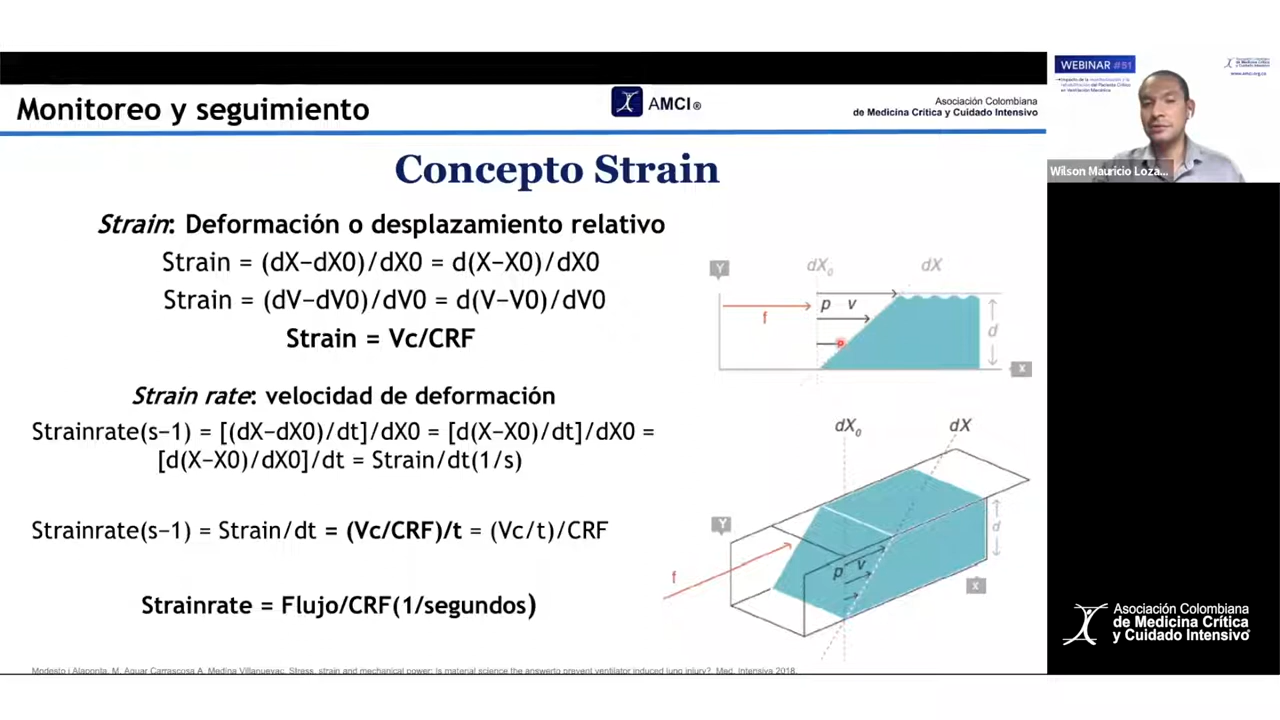 Monitoreo y seguimiento
AMCI®
Asociación Colombiana
de Medicina Crítica y Cuidado Intensivo
Concepto Strain
Strain: Deformación o desplazamiento relativo
Strain = (dX-dX0)/dX0 = d(X-X0)/dX0
Strain = (dV-dV0)/dV0 = d(V-V0)/dV0
Strain = Vc/CRF
Strain rate: velocidad de deformación
Strainrate(s-1) = [(dX-dX0)/dt]/dX0 = [d(X-X0)/dt]/dX0 =
[d(X-X0)/dX0]/dt = Strain/dt(1/s)
Strainrate(s-1) = Strain/dt = (Vc/CRF)/t = (Vc/t)/CRF
Strainrate = Flujo/CRF(1/segundos)
Y dX₀ dX
f p v d
X
dX₀ dX
Y
f p v d
X
Modesto i Alapont, M. Aguar Carrascosa A. Medina Villanuevac. Stress, strain and mechanical power: Is material science the answerto prevent ventilator induced lung injury?. Med. Intensiva 2018.
WEBINAR #51
Wilson Mauricio Loza...
Asociación Colombiana
de Medicina Crítica
y Cuidado Intensivo